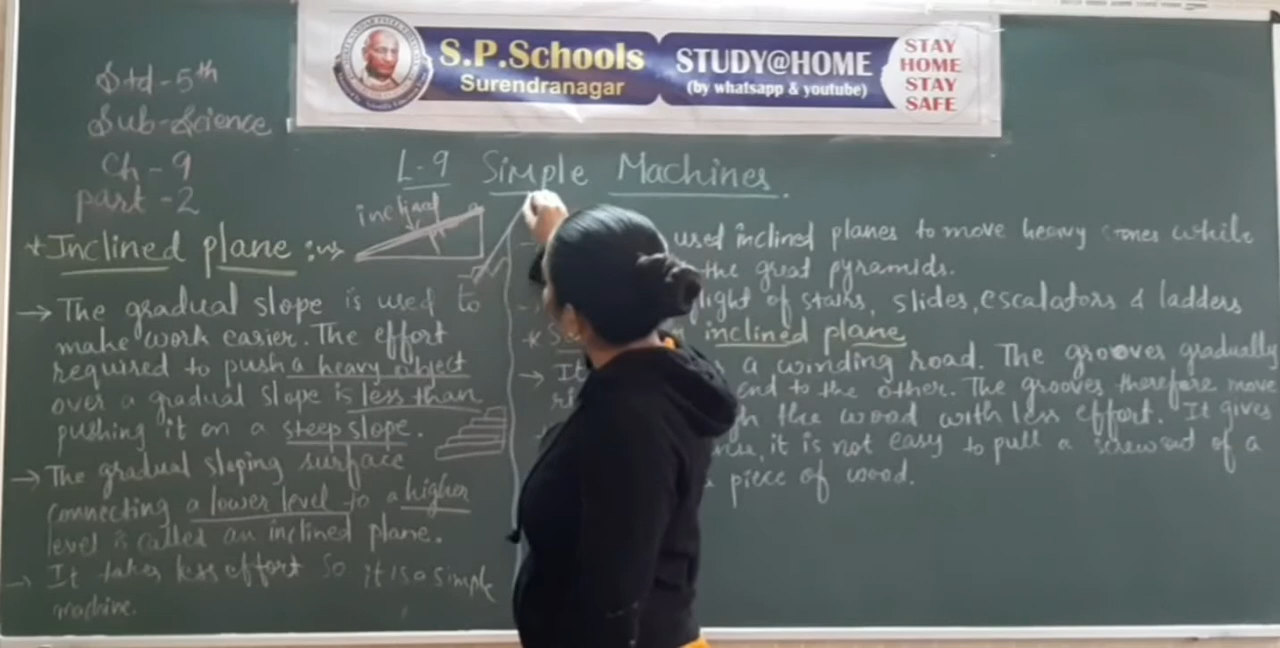 S.P.Schools
Surendranagar
STUDY@HOME
(by whatsapp & youtube)
STAY
HOME
STAY
SAFE
Std - 5th
Sub-Science
Ch - 9
part - 2
L-9 Simple Machines
inclined
* Inclined plane :
→ The gradual slope is used to
make work easier. The effort
required to push a heavy object
over a gradual slope is less than
pushing it on a steep slope.
→ The gradual sloping surface
connecting a lower level to a higher
level is called an inclined plane.
→ It takes less effort so it is a simple
machine.
used inclined planes to move heavy stones while
the great pyramids.
light of stairs, slides, escalators & ladders
* inclined plane
→ It a winding road. The grooves gradually
end to the other. The grooves therefore move
the wood with less effort. It gives
it is not easy to pull a screw out of a
piece of wood.